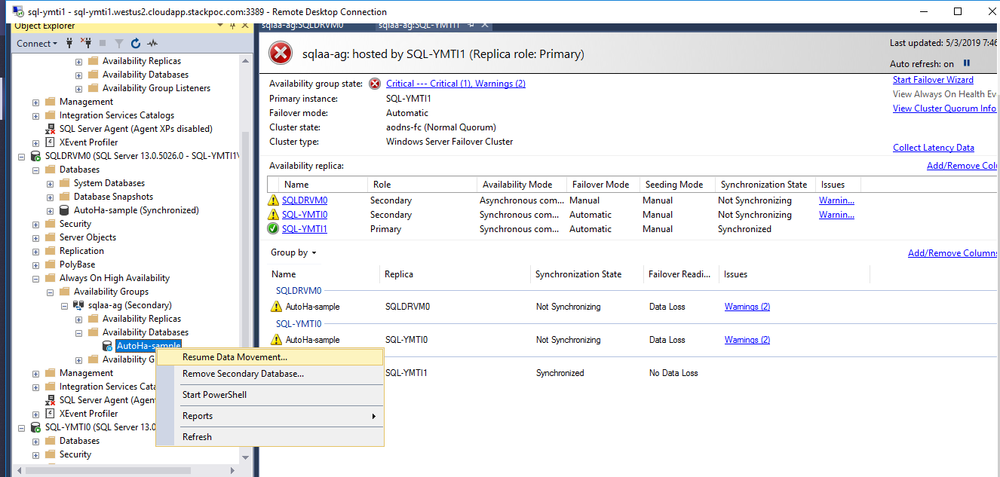 sql-ymti1 - sql-ymti1.westus2.cloudapp.stackpoc.com:3389 - Remote Desktop Connection
Object Explorer
Connect
Availability Replicas
Availability Databases
Availability Group Listeners
Management
Integration Services Catalogs
SQL Server Agent (Agent XPs disabled)
XEvent Profiler
SQLDRVM0 (SQL Server 13.0.5026.0 - SQL-YMTI1\
Databases
System Databases
Database Snapshots
AutoHa-sample (Synchronized)
Security
Server Objects
Replication
PolyBase
Always On High Availability
Availability Groups
sqlaa-ag (Secondary)
Availability Replicas
Availability Databases
AutoHa-sample
Availability G
Management
Integration Services Cata
SQL Server Agent (Agen
XEvent Profiler
SQL-YMTI0 (SQL Server 13.0
Databases
Security
Resume Data Movement...
Remove Secondary Database...
Start PowerShell
Reports
Refresh
sqlaa-ag:SQLDRVM0 sqlaa-ag:SQL-YMTI1
sqlaa-ag: hosted by SQL-YMTI1 (Replica role: Primary)
Last updated: 5/3/2019 7:46
Auto refresh: on
Availability group state: Critical --- Critical (1), Warnings (2)
Primary instance: SQL-YMTI1
Failover mode: Automatic
Cluster state: aodns-fc (Normal Quorum)
Cluster type: Windows Server Failover Cluster
Start Failover Wizard
View Always On Health Ev
View Cluster Quorum Info
Collect Latency Data
Availability replica:
Add/Remove Colu
Name Role Availability Mode Failover Mode Seeding Mode Synchronization State Issues
SQLDRVM0 Secondary Asynchronous com... Manual Manual Not Synchronizing Warnin...
SQL-YMTI0 Secondary Synchronous com... Automatic Manual Not Synchronizing Warnin...
SQL-YMTI1 Primary Synchronous com... Automatic Manual Synchronized
Group by
Add/Remove Columns
Name Replica Synchronization State Failover Readi... Issues
SQLDRVM0
AutoHa-sample SQLDRVM0 Not Synchronizing Data Loss Warnings (2)
SQL-YMTI0
AutoHa-sample SQL-YMTI0 Not Synchronizing Data Loss Warnings (2)
SQL-YMTI1 Synchronized No Data Loss